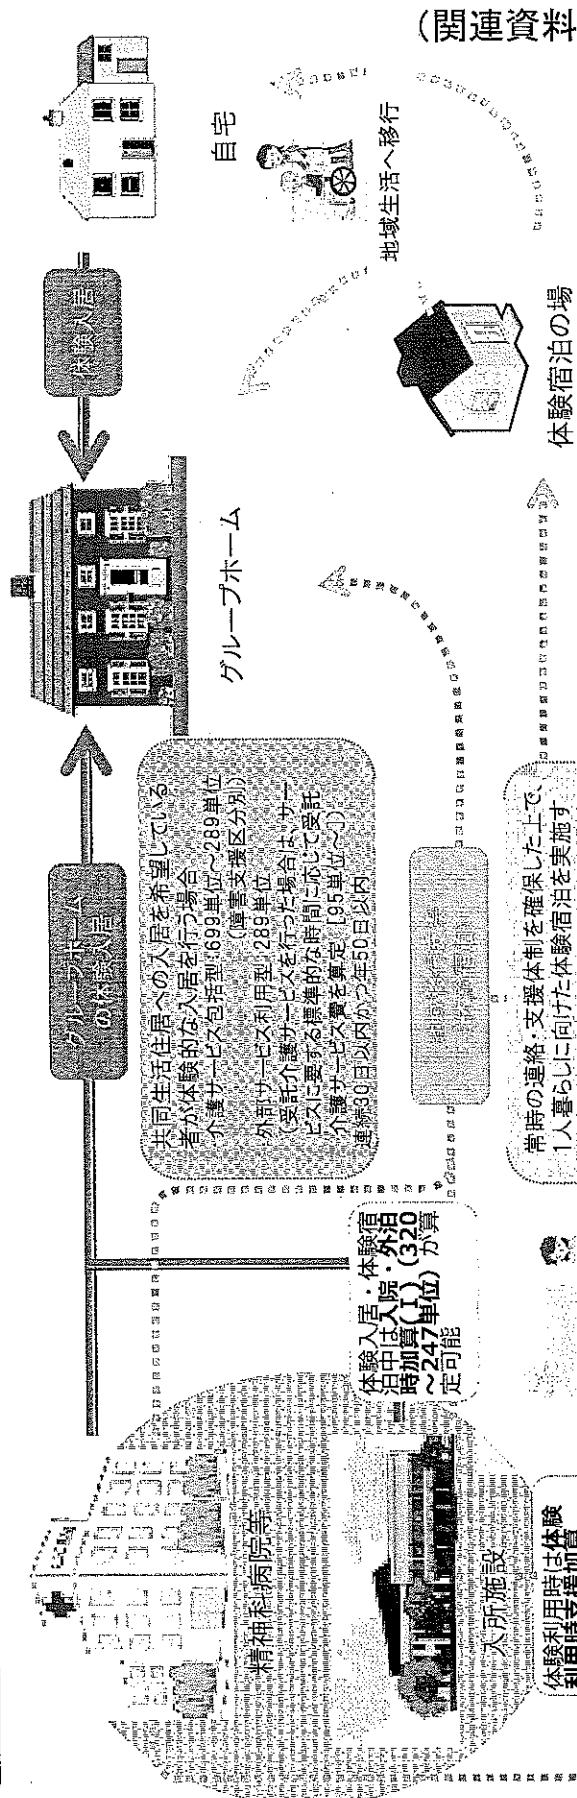 (関連資料
グループホーム
の体験入居
体験入居
自宅
グループホーム
地域生活へ移行
体験宿泊の場
共同生活住居への入居を希望している
者が体験的な入居を行う場合
・介護サービス包括型:699単位~289単位
(障害支援区分別)
・外部サービス利用型:289単位
(受託介護サービスを行った場合は、サー
ビスに要する標準的な時間に応じて受託
介護サービス費を算定(95単位~))
連続30日以内かつ年50日以内
常時の連絡・支援体制を確保した上で、
1人暮らしに向けた体験宿泊を実施す
精神科病院等
入所施設
体験入居・体験宿
泊中は入院・外泊
時加算(Ⅰ)(320
~247単位)が算
定可能
体験利用時は体験
利用時支援加算